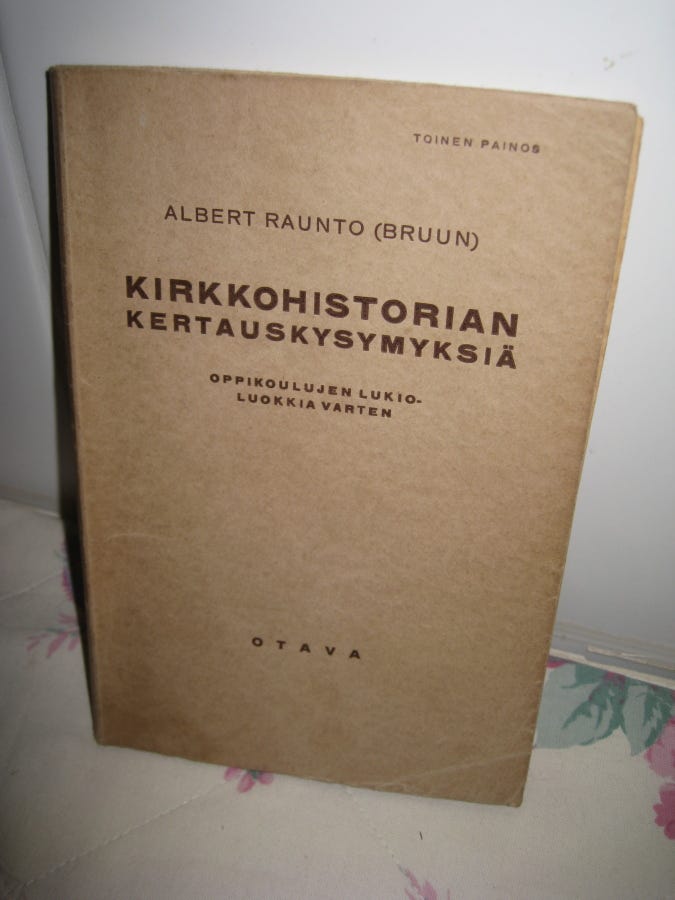 TOINEN PAINOS
ALBERT RAUNTO (BRUUN)
KIRKKOHISTORIAN
KERTAUSKYSYMYKSIÄ
OPPIKOULUJEN LUKIO-
LUOKKIA VARTEN
OTAVA